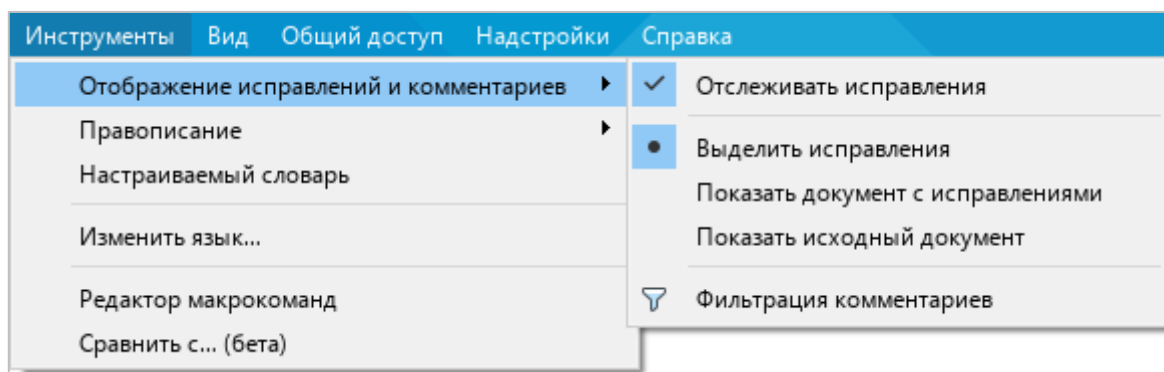 Инструменты Вид Общий доступ Надстройки Справка
Отображение исправлений и комментариев
Правописание
Настраиваемый словарь
Изменить язык...
Редактор макрокоманд
Сравнить с... (бета)
Отслеживать исправления
Выделить исправления
Показать документ с исправлениями
Показать исходный документ
Фильтрация комментариев